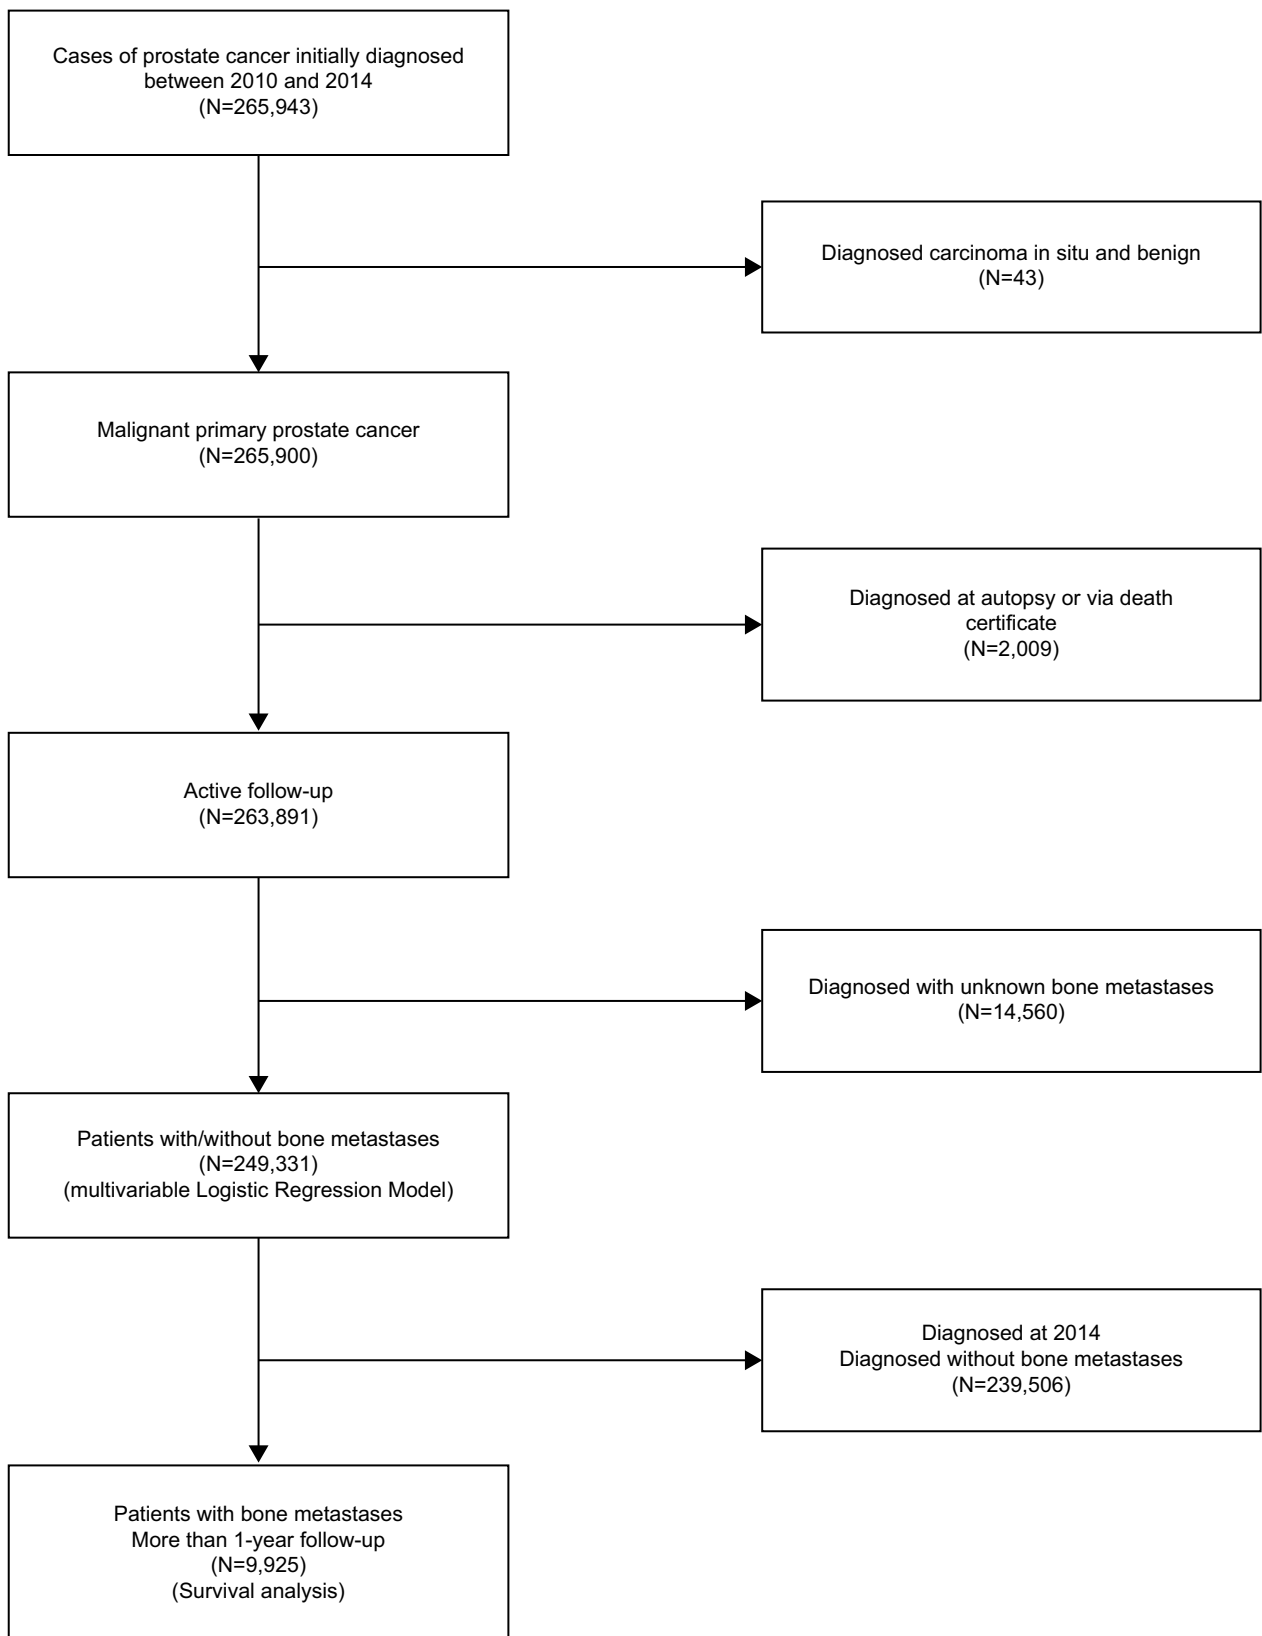 Cases of prostate cancer initially diagnosed
between 2010 and 2014
(N=265,943)
Diagnosed carcinoma in situ and benign
(N=43)
Malignant primary prostate cancer
(N=265,900)
Diagnosed at autopsy or via death
certificate
(N=2,009)
Active follow-up
(N=263,891)
Diagnosed with unknown bone metastases
(N=14,560)
Patients with/without bone metastases
(N=249,331)
(multivariable Logistic Regression Model)
Diagnosed at 2014
Diagnosed without bone metastases
(N=239,506)
Patients with bone metastases
More than 1-year follow-up
(N=9,925)
(Survival analysis)